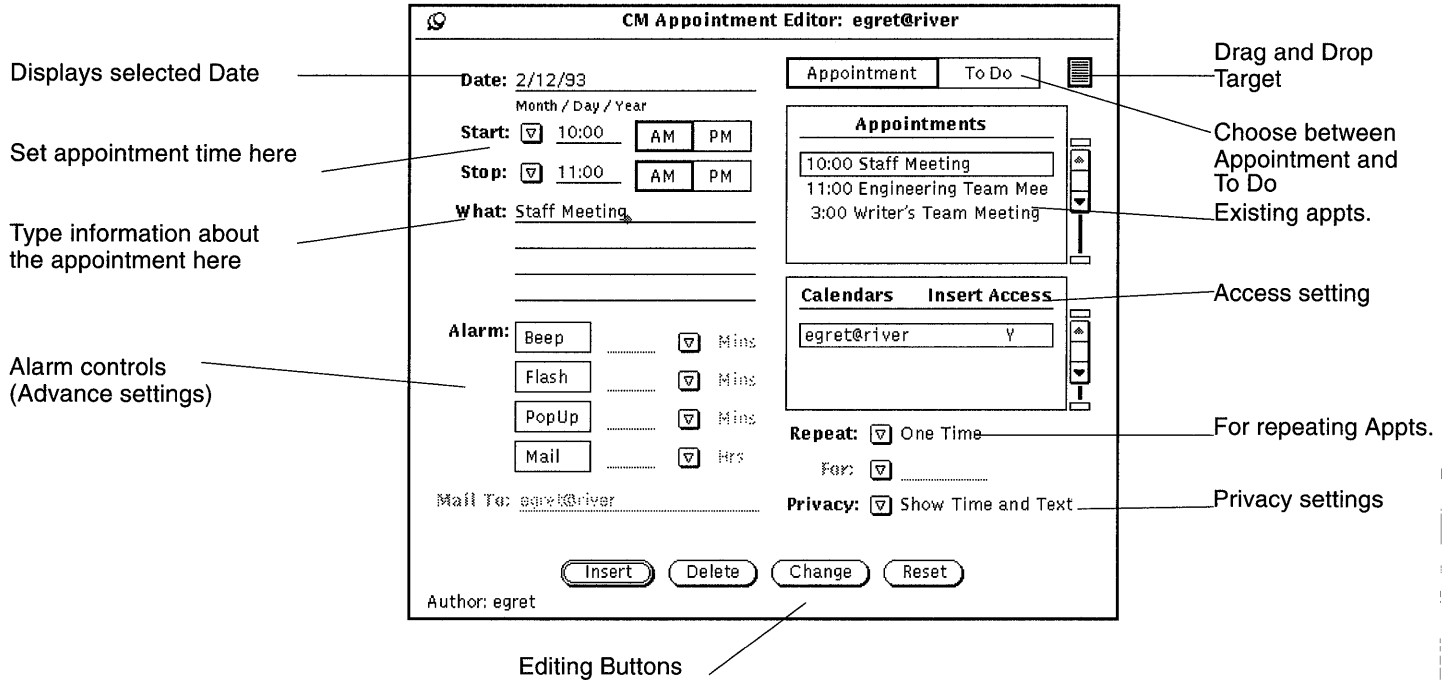 CM Appointment Editor: egret@river
Displays selected Date
Date: 2/12/93
Month / Day / Year
Appointment
To Do
Drag and Drop
Target
Set appointment time here
Start: 10:00 AM PM
Stop: 11:00 AM PM
Type information about
the appointment here
What: Staff Meeting
Appointments
10:00 Staff Meeting
11:00 Engineering Team Mee
3:00 Writer's Team Meeting
Choose between
Appointment and
To Do
Existing appts.
Calendars Insert Access
egret@river Y
Access setting
Alarm controls
(Advance settings)
Alarm: Beep Mins
Flash Mins
PopUp Mins
Mail Hrs
Mail To: egret@river
Repeat: One Time
For:
Privacy: Show Time and Text
For repeating Appts.
Privacy settings
Insert Delete Change Reset
Author: egret
Editing Buttons